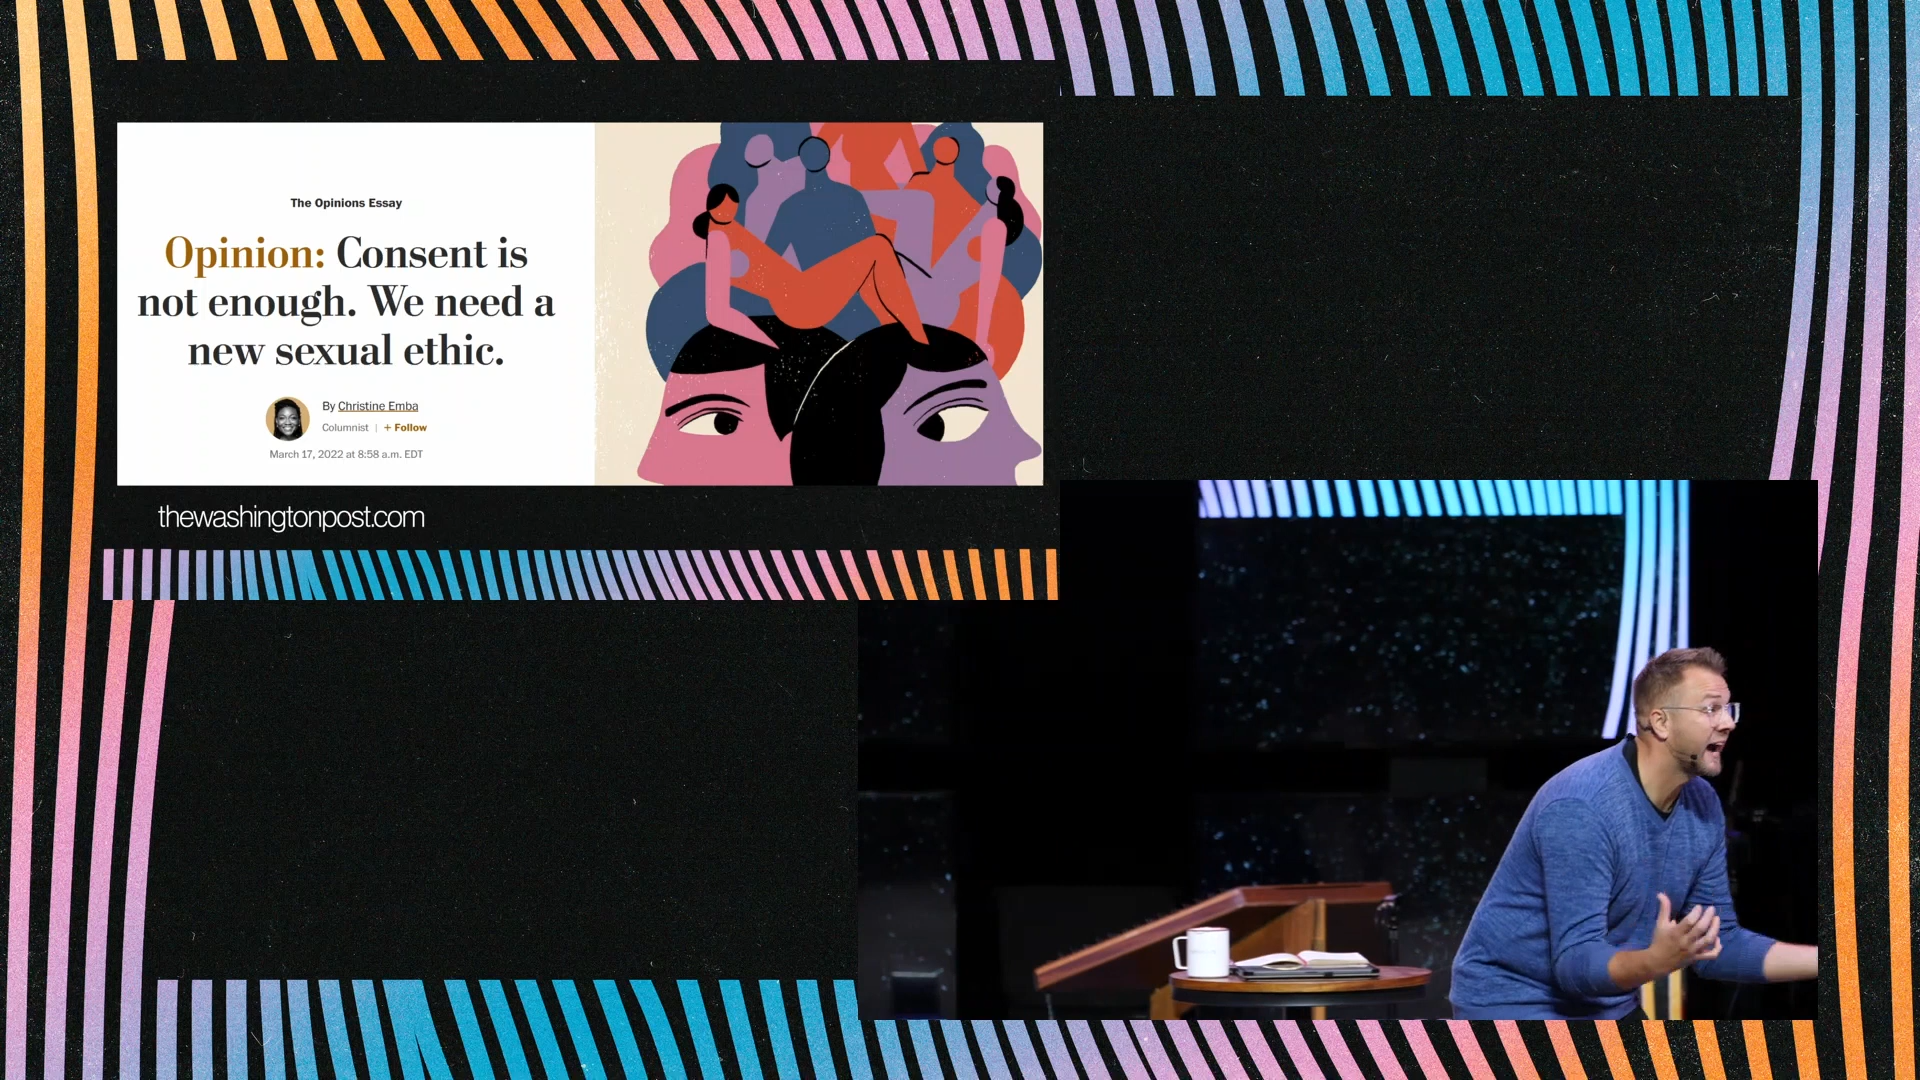 The Opinions Essay
Opinion: Consent is
not enough. We need a
new sexual ethic.
By Christine Emba
Columnist | + Follow
March 17, 2022 at 8:58 a.m. EDT
thewashingtonpost.com